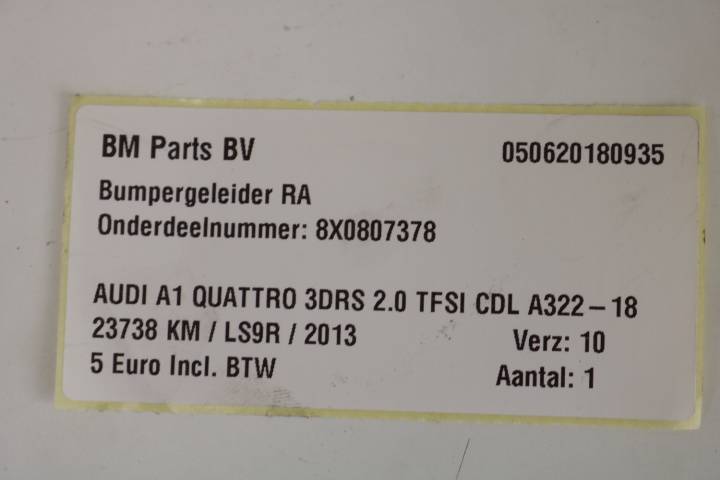 BM Parts BV 050620180935
Bumpergeleider RA
Onderdeelnummer: 8X0807378
AUDI A1 QUATTRO 3DRS 2.0 TFSI CDL A322-18
23738 KM / LS9R / 2013 Verz: 10
5 Euro Incl. BTW Aantal: 1